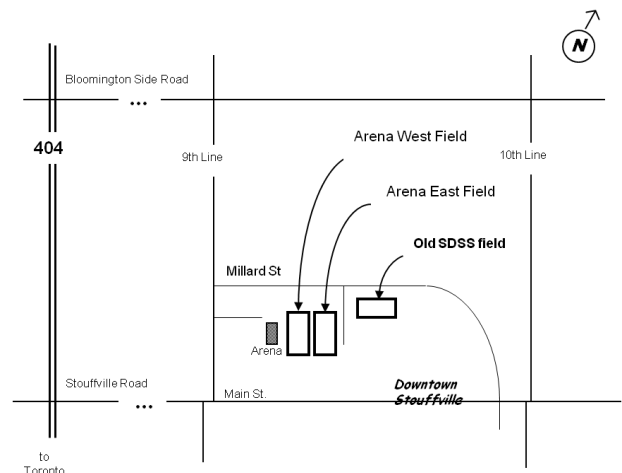 N
Bloomington Side Road
...
404
9th Line
Arena West Field
10th Line
Arena East Field
Old SDSS field
Millard St
Arena
Stouffville Road
...
Main St.
Downtown
Stouffville
to
Toronto